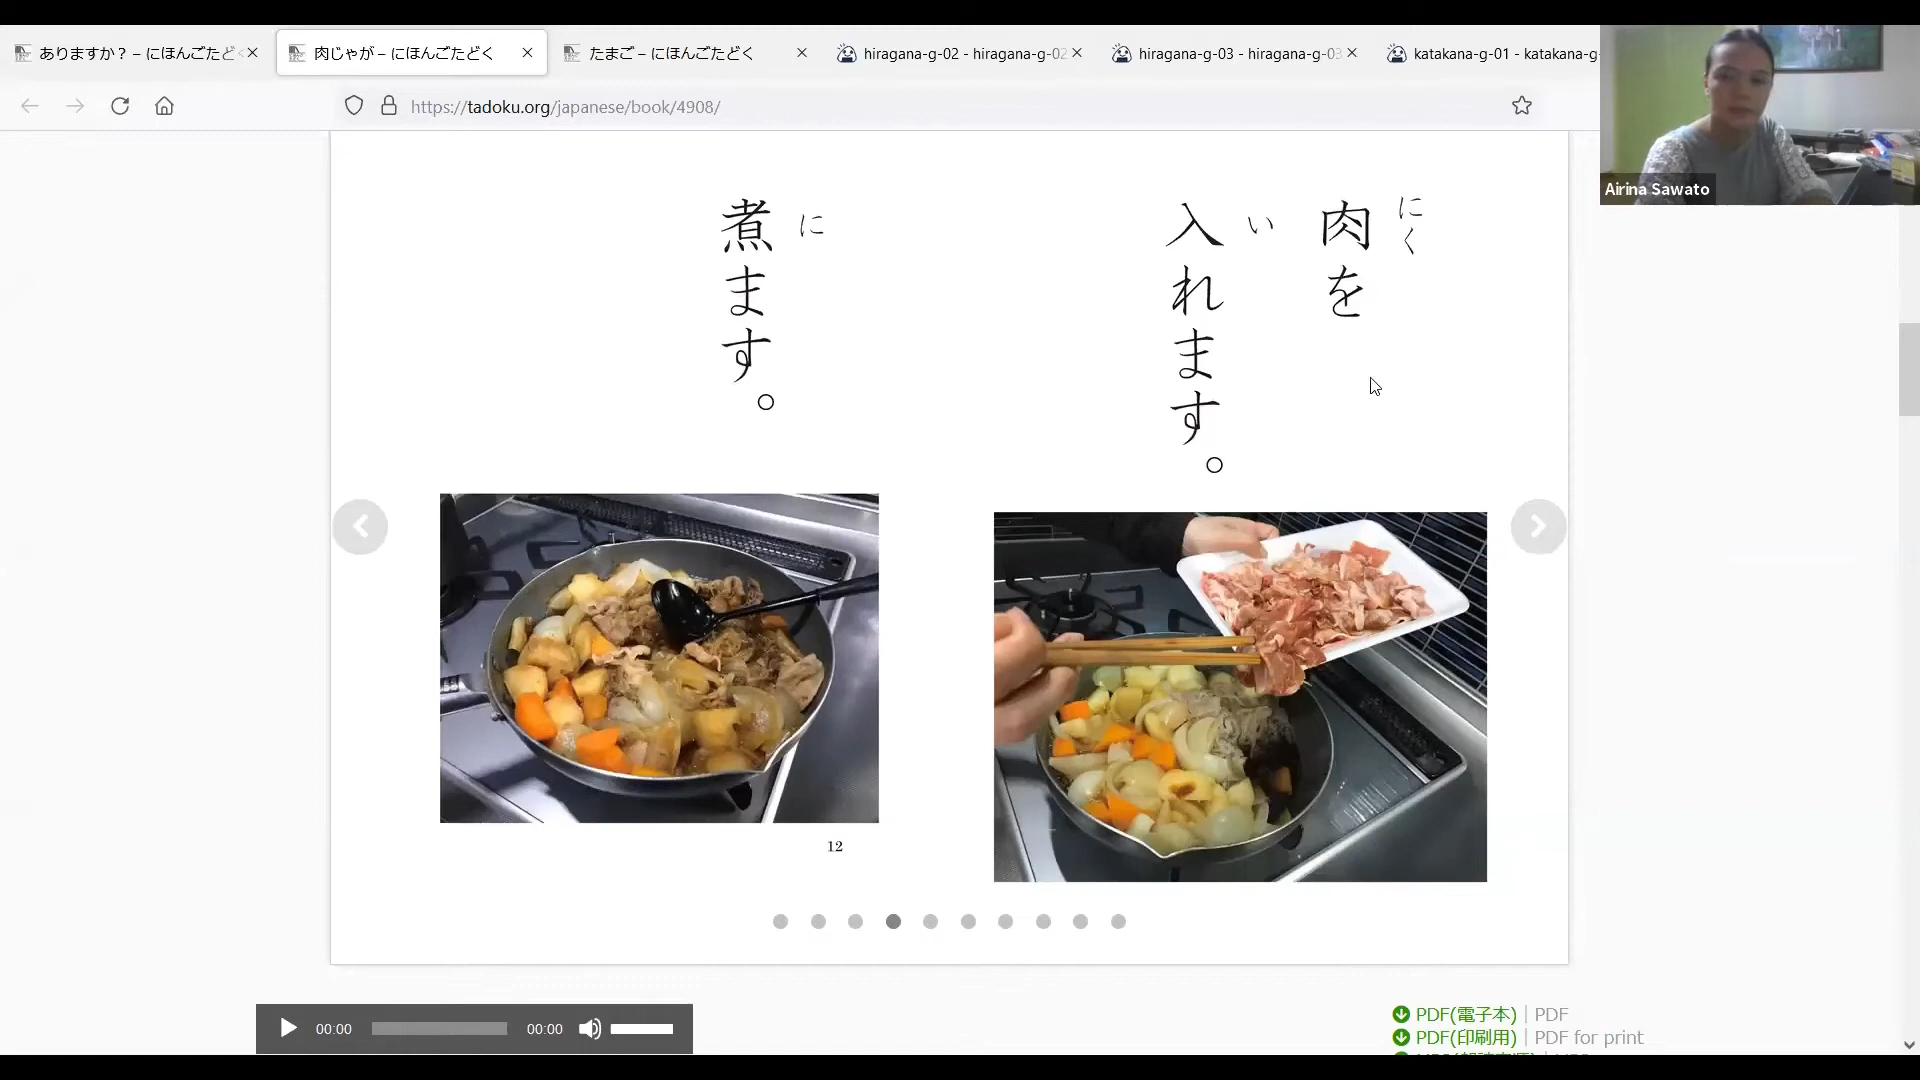 ありますか？ – にほんごたど
肉じゃが – にほんごたどく
たまご – にほんごたどく
hiragana-g-02 - hiragana-g-02
hiragana-g-03 - hiragana-g-03
katakana-g-01 - katakana-g-
https://tadoku.org/japanese/book/4908/
Airina Sawato
にく
肉を
い
入れます。
に
煮ます。
12
00:00
00:00
PDF(電子本) | PDF
PDF(印刷用) | PDF for print